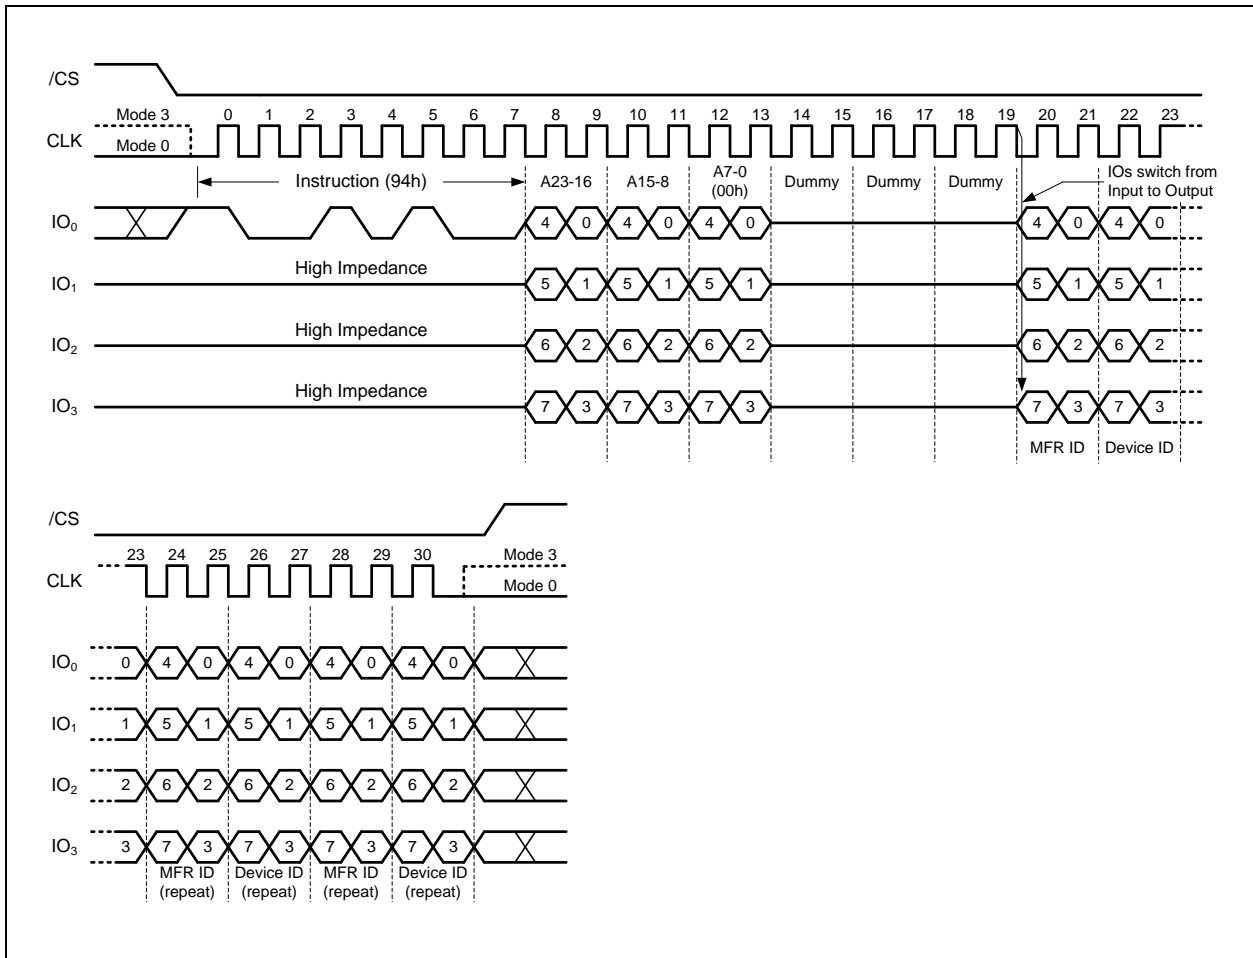 /CS
Mode 3
0 1 2 3 4 5 6 7 8 9 10 11 12 13 14 15 16 17 18 19 20 21 22 23
CLK
Mode 0
Instruction (94h) A23-16 A15-8 A7-0 (00h) Dummy Dummy Dummy
IOs switch from
Input to Output
IO0 4 0 4 0 4 0 4 0 4 0
High Impedance
IO1 5 1 5 1 5 1 5 1 5 1
High Impedance
IO2 6 2 6 2 6 2 6 2 6 2
High Impedance
IO3 7 3 7 3 7 3 7 3 7 3
MFR ID Device ID
/CS
23 24 25 26 27 28 29 30 Mode 3
CLK
Mode 0
IO0 0 4 0 4 0 4 0 4 0
IO1 1 5 1 5 1 5 1 5 1
IO2 2 6 2 6 2 6 2 6 2
IO3 3 7 3 7 3 7 3 7 3
MFR ID Device ID MFR ID Device ID
(repeat) (repeat) (repeat) (repeat)